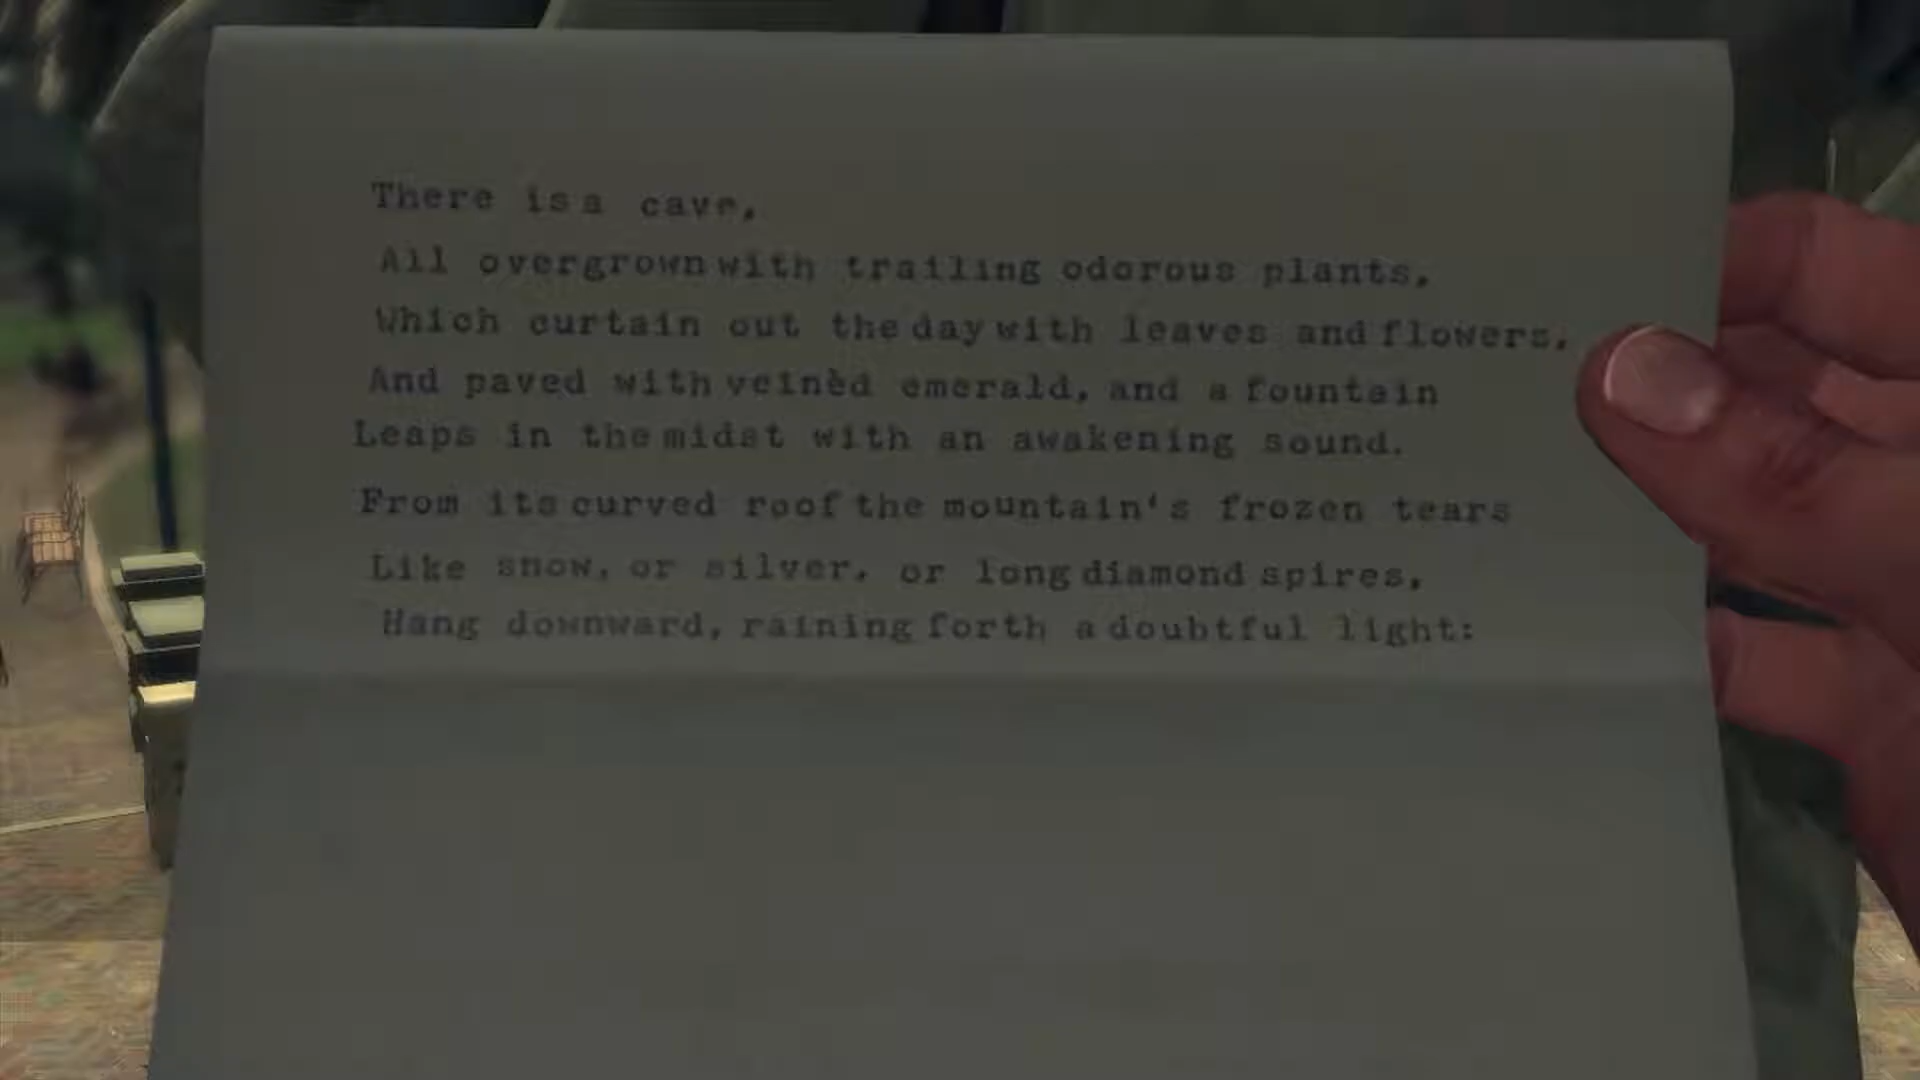 There is a cave,
All overgrown with trailing odorous plants,
Which curtain out the day with leaves and flowers,
And paved with veinèd emerald, and a fountain
Leaps in the midst with an awakening sound.
From its curved roof the mountain's frozen tears
Like snow, or silver, or long diamond spires,
Hang downward, raining forth a doubtful light: